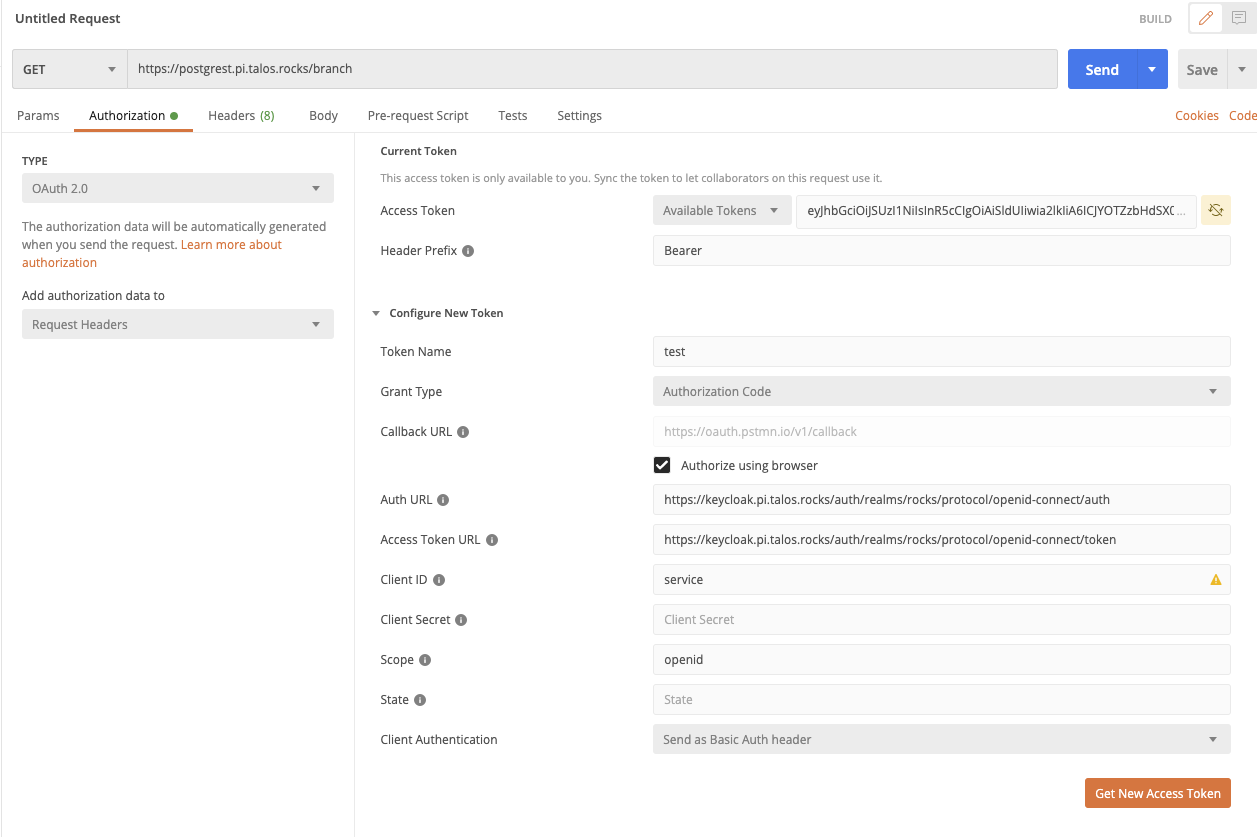 Untitled Request
BUILD
GET
https://postgrest.pi.talos.rocks/branch
Send
Save
Params
Authorization
Headers (8)
Body
Pre-request Script
Tests
Settings
Cookies
Code
TYPE
OAuth 2.0
The authorization data will be automatically generated
when you send the request. Learn more about
authorization
Add authorization data to
Request Headers
Current Token
This access token is only available to you. Sync the token to let collaborators on this request use it.
Access Token
Available Tokens
Header Prefix
Bearer
Configure New Token
Token Name
test
Grant Type
Authorization Code
Callback URL
https://oauth.pstmn.io/v1/callback
Authorize using browser
Auth URL
https://keycloak.pi.talos.rocks/auth/realms/rocks/protocol/openid-connect/auth
Access Token URL
https://keycloak.pi.talos.rocks/auth/realms/rocks/protocol/openid-connect/token
Client ID
service
Client Secret
Client Secret
Scope
openid
State
State
Client Authentication
Send as Basic Auth header
Get New Access Token